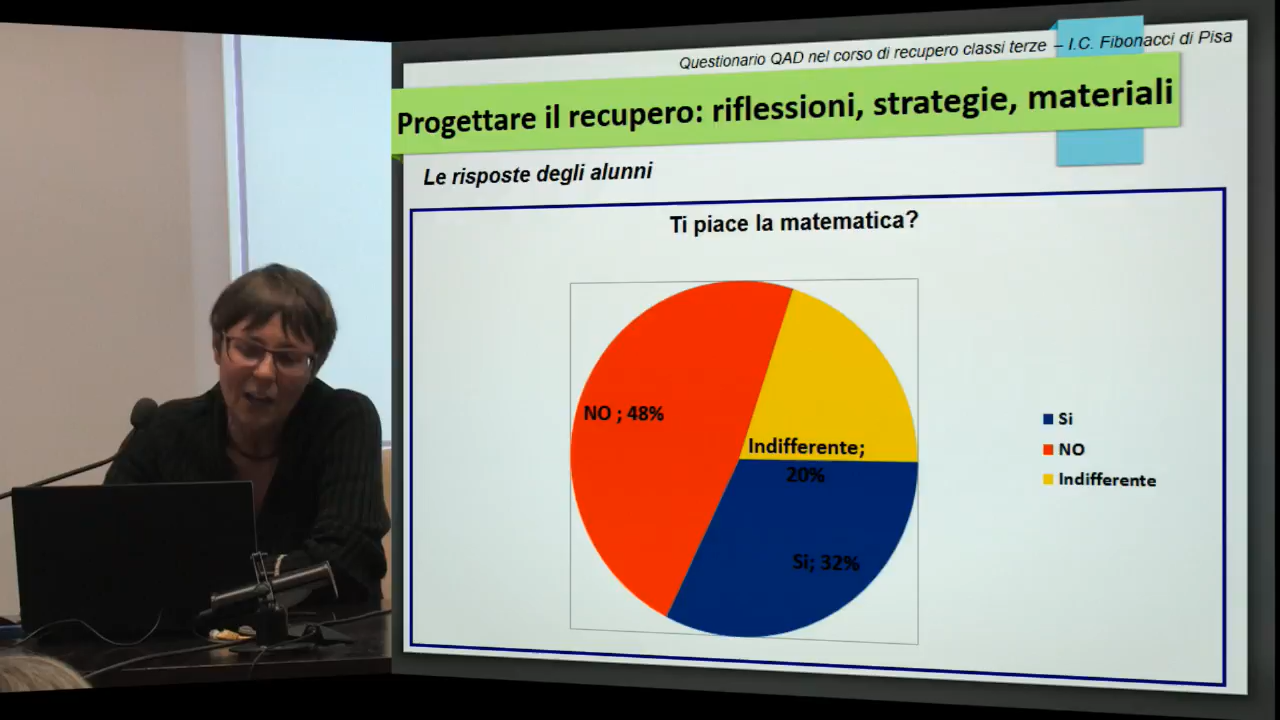 Questionario QAD nel corso di recupero classi terze – I.C. Fibonacci di Pisa
Progettare il recupero: riflessioni, strategie, materiali
Le risposte degli alunni
Ti piace la matematica?
NO ; 48%
Indifferente;
20%
Si; 32%
Si
NO
Indifferente